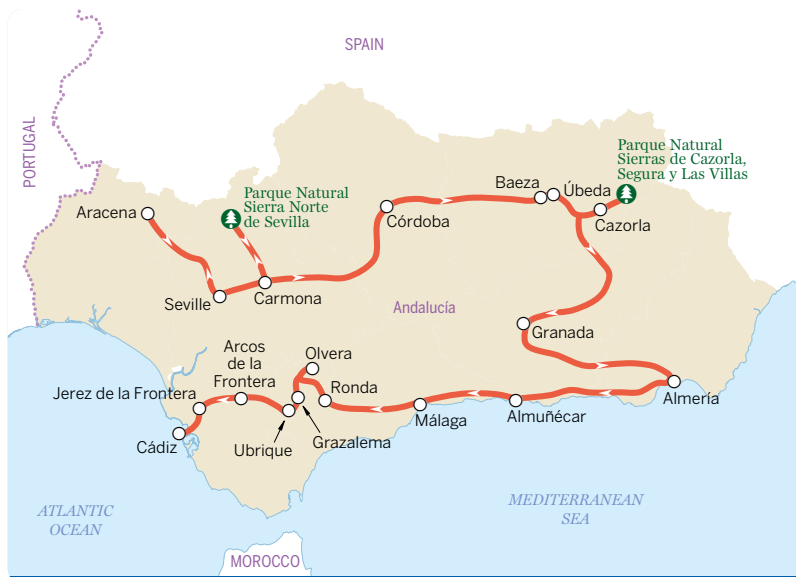 SPAIN
PORTUGAL
Parque Natural
Sierras de Cazorla,
Segura y Las Villas
Baeza
Úbeda
Parque Natural
Sierra Norte
de Sevilla
Aracena
Córdoba
Cazorla
Seville
Carmona
Andalucía
Granada
Arcos
de la
Frontera
Olvera
Jerez de la Frontera
Ronda
Almería
Málaga
Almuñécar
Cádiz
Ubrique
Grazalema
ATLANTIC
OCEAN
MEDITERRANEAN
SEA
MOROCCO